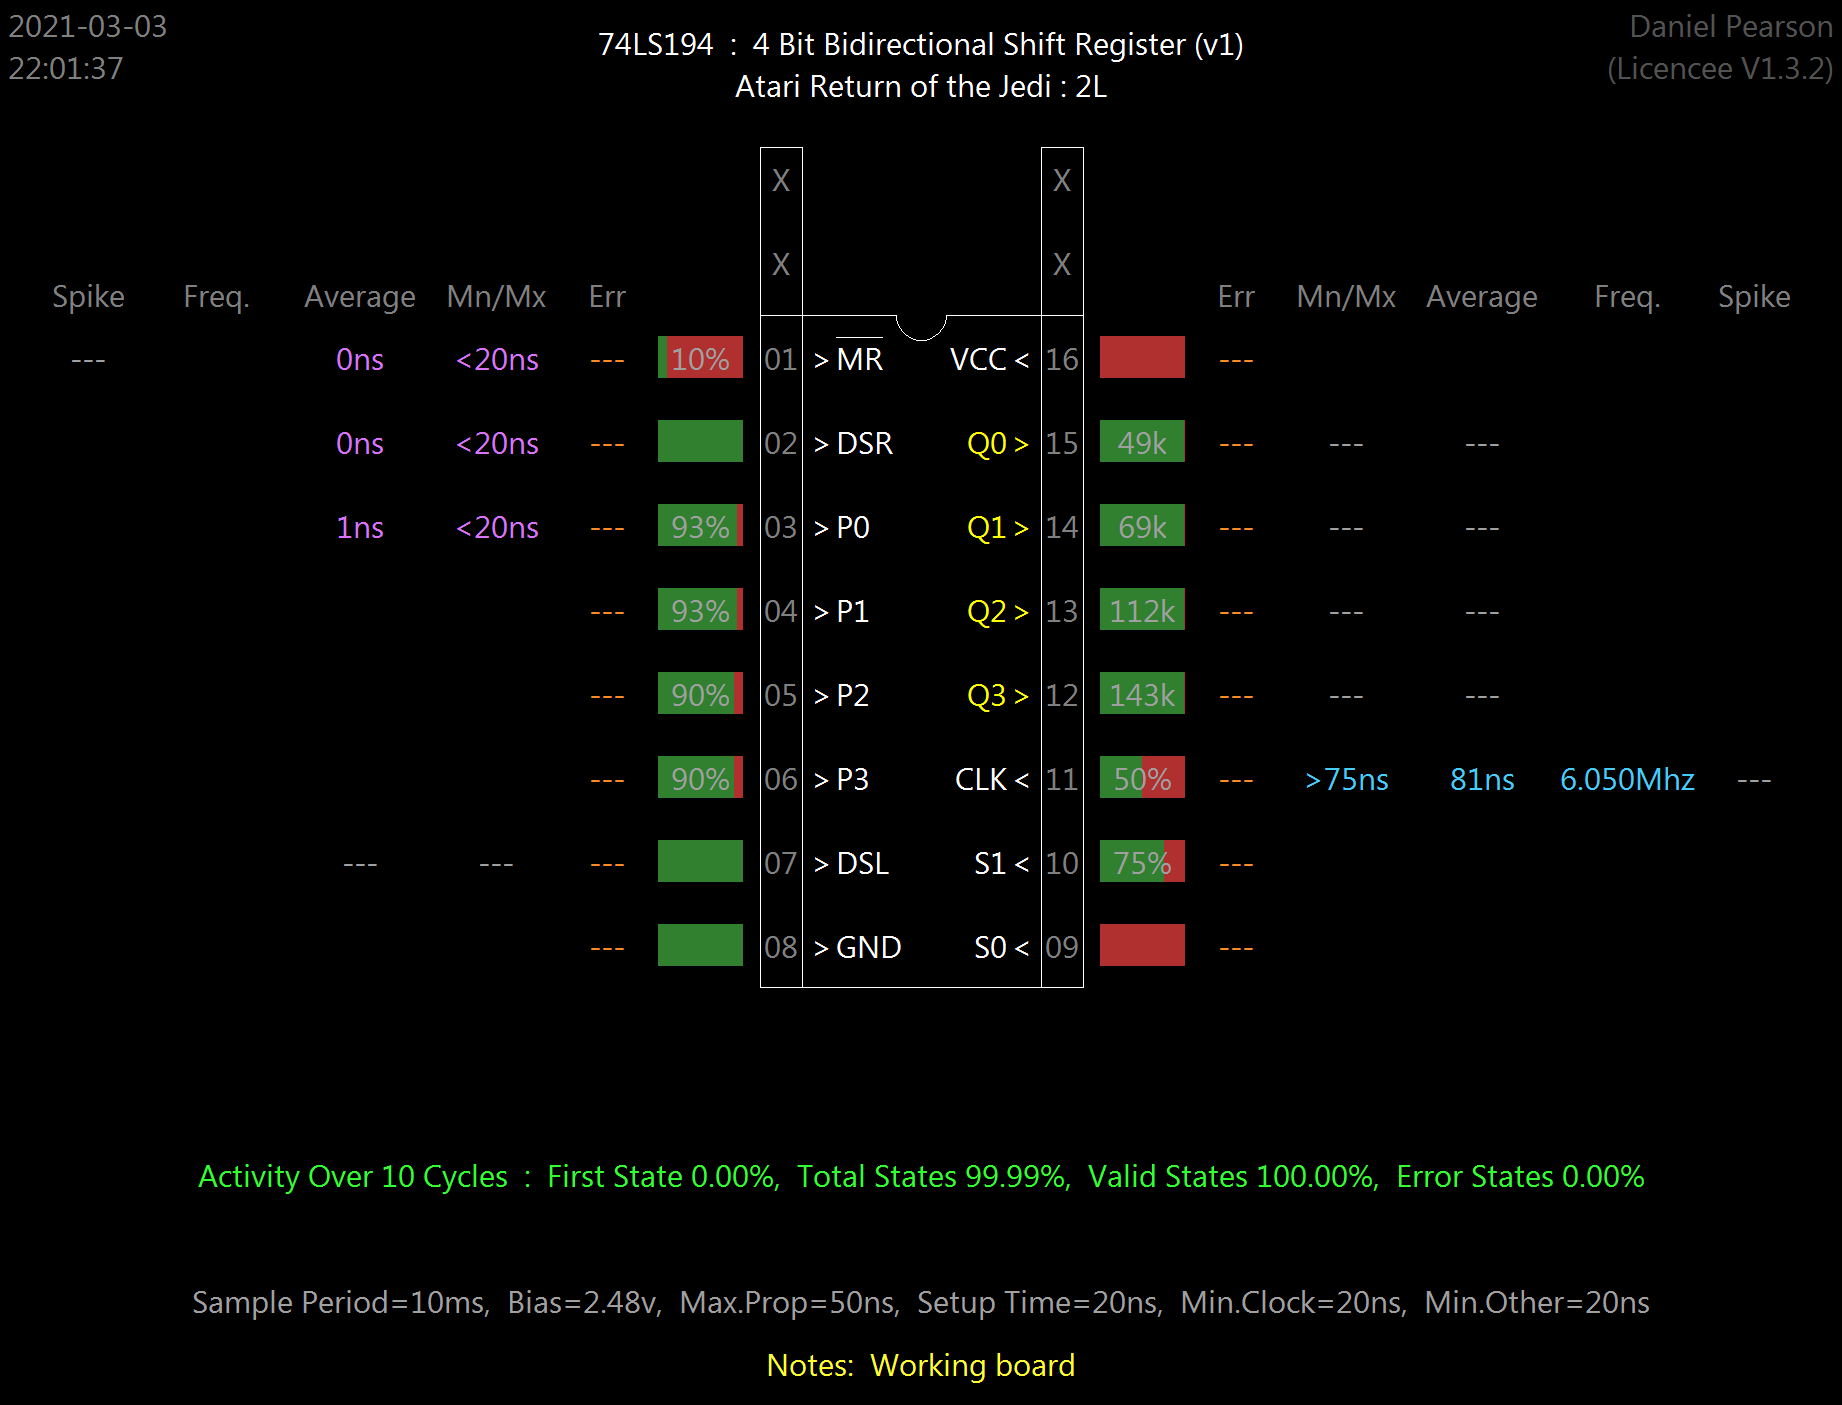 2021-03-03
22:01:37
74LS194 : 4 Bit Bidirectional Shift Register (v1)
Atari Return of the Jedi : 2L
Daniel Pearson
(Licencee V1.3.2)
X X
X X
Spike Freq. Average Mn/Mx Err Err Mn/Mx Average Freq. Spike
--- 0ns <20ns --- 10% 01 > MR VCC < 16 ---
0ns <20ns --- 02 > DSR Q0 > 15 49k --- --- ---
1ns <20ns --- 93% 03 > P0 Q1 > 14 69k --- --- ---
--- 93% 04 > P1 Q2 > 13 112k --- --- ---
--- 90% 05 > P2 Q3 > 12 143k --- --- ---
--- 90% 06 > P3 CLK < 11 50% --- >75ns 81ns 6.050Mhz ---
--- --- --- 07 > DSL S1 < 10 75% ---
--- 08 > GND S0 < 09 ---
Activity Over 10 Cycles : First State 0.00%, Total States 99.99%, Valid States 100.00%, Error States 0.00%
Sample Period=10ms, Bias=2.48v, Max.Prop=50ns, Setup Time=20ns, Min.Clock=20ns, Min.Other=20ns
Notes: Working board